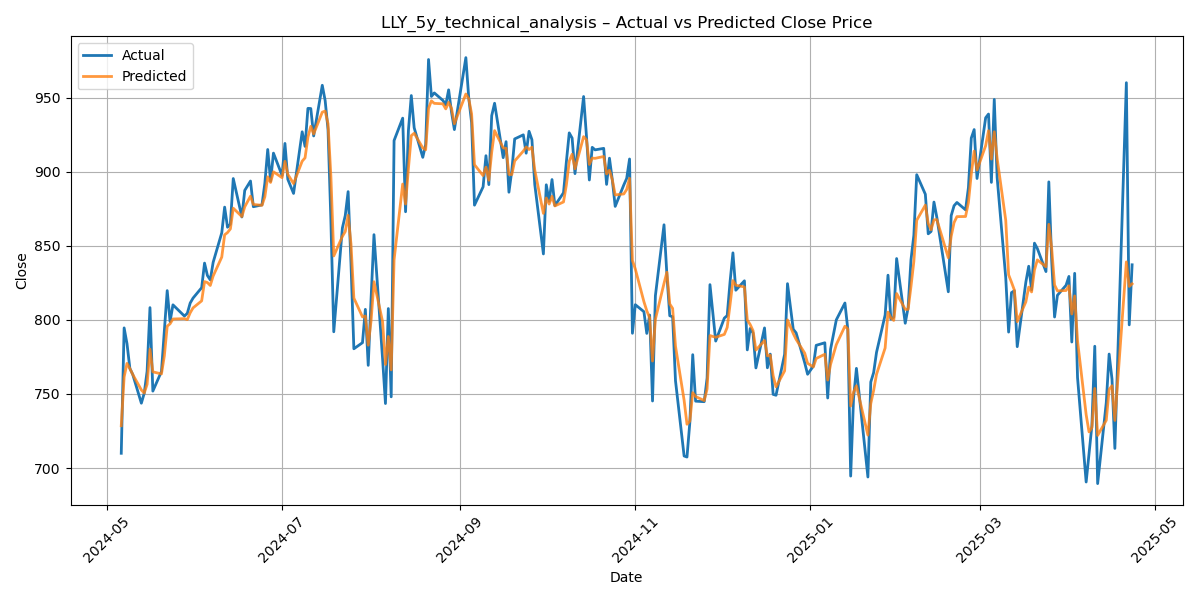 LLY_5y_technical_analysis – Actual vs Predicted Close Price
Actual
Predicted
Close
950
900
850
800
750
700
2024-05
2024-07
2024-09
2024-11
2025-01
2025-03
2025-05
Date